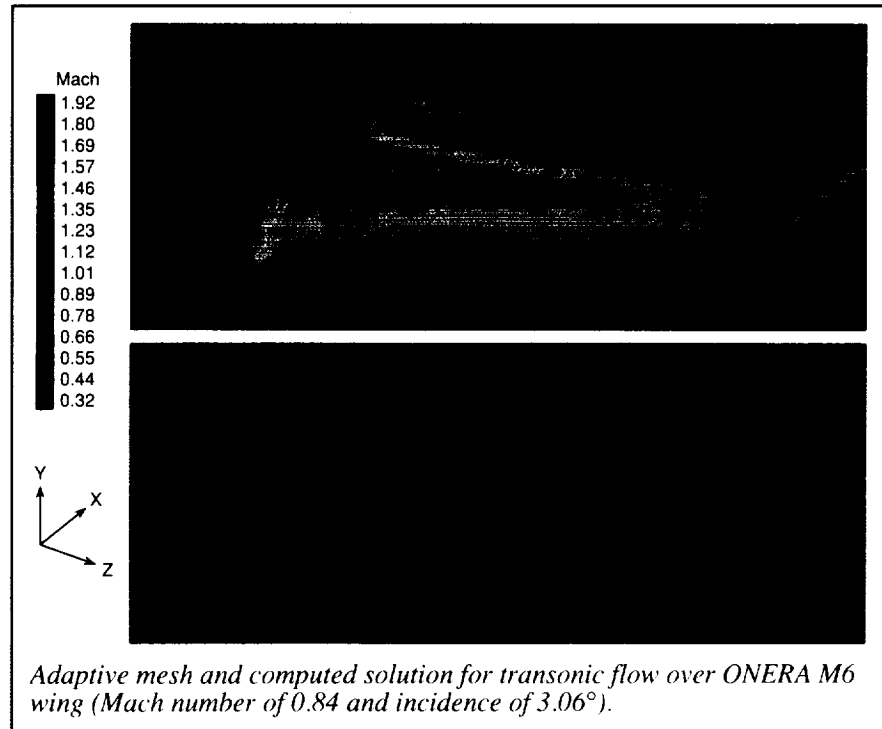 Mach
1.92
1.80
1.69
1.57
1.46
1.35
1.23
1.12
1.01
0.89
0.78
0.66
0.55
0.44
0.32
Y
X
Z
Adaptive mesh and computed solution for transonic flow over ONERA M6
wing (Mach number of 0.84 and incidence of 3.06°).